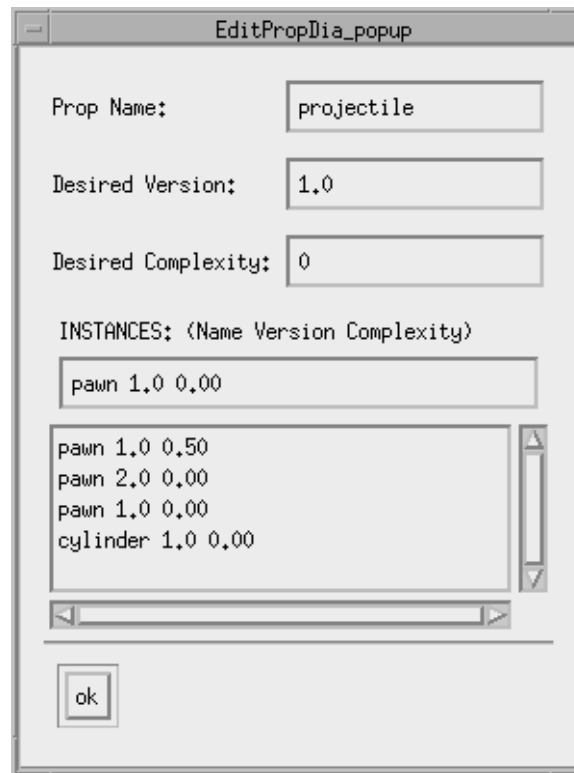 EditPropDia_popup
Prop Name: projectile
Desired Version: 1.0
Desired Complexity: 0
INSTANCES: (Name Version Complexity)
pawn 1.0 0.00
pawn 1.0 0.50
pawn 2.0 0.00
pawn 1.0 0.00
cylinder 1.0 0.00
ok